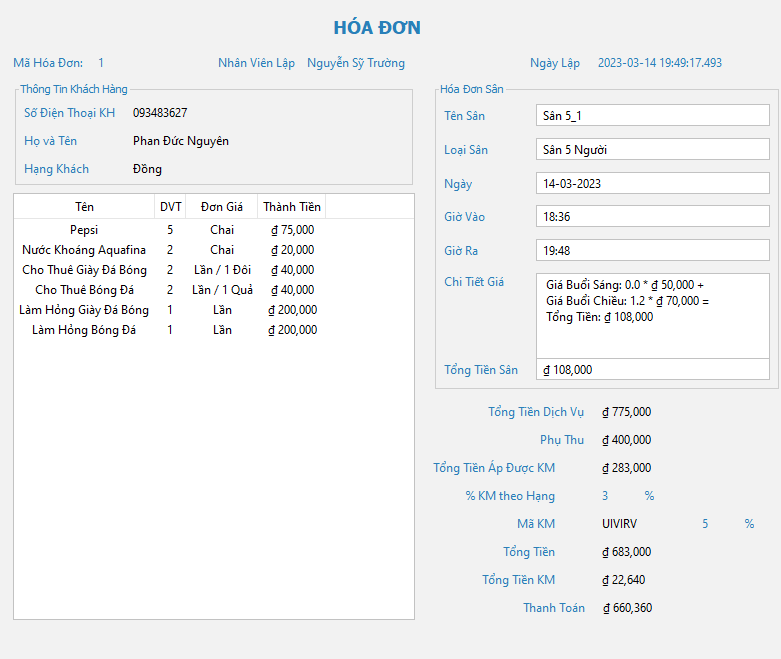 HÓA ĐƠN
Mã Hóa Đơn: 1 Nhân Viên Lập Nguyễn Sỹ Trường Ngày Lập 2023-03-14 19:49:17.493
Thông Tin Khách Hàng
Số Điện Thoại KH 093483627
Họ và Tên Phan Đức Nguyên
Hạng Khách Đồng
Tên DVT Đơn Giá Thành Tiền
Pepsi 5 Chai ₫ 75,000
Nước Khoáng Aquafina 2 Chai ₫ 20,000
Cho Thuê Giày Đá Bóng 2 Lần / 1 Đôi ₫ 40,000
Cho Thuê Bóng Đá 2 Lần / 1 Quả ₫ 40,000
Làm Hỏng Giày Đá Bóng 1 Lần ₫ 200,000
Làm Hỏng Bóng Đá 1 Lần ₫ 200,000
Hóa Đơn Sân
Tên Sân Sân 5_1
Loại Sân Sân 5 Người
Ngày 14-03-2023
Giờ Vào 18:36
Giờ Ra 19:48
Chi Tiết Giá Giá Buổi Sáng: 0.0 * ₫ 50,000 +
Giá Buổi Chiều: 1.2 * ₫ 70,000 =
Tổng Tiền: ₫ 108,000
Tổng Tiền Sân ₫ 108,000
Tổng Tiền Dịch Vụ ₫ 775,000
Phụ Thu ₫ 400,000
Tổng Tiền Áp Được KM ₫ 283,000
% KM theo Hạng 3 %
Mã KM UIVIRV 5 %
Tổng Tiền ₫ 683,000
Tổng Tiền KM ₫ 22,640
Thanh Toán ₫ 660,360